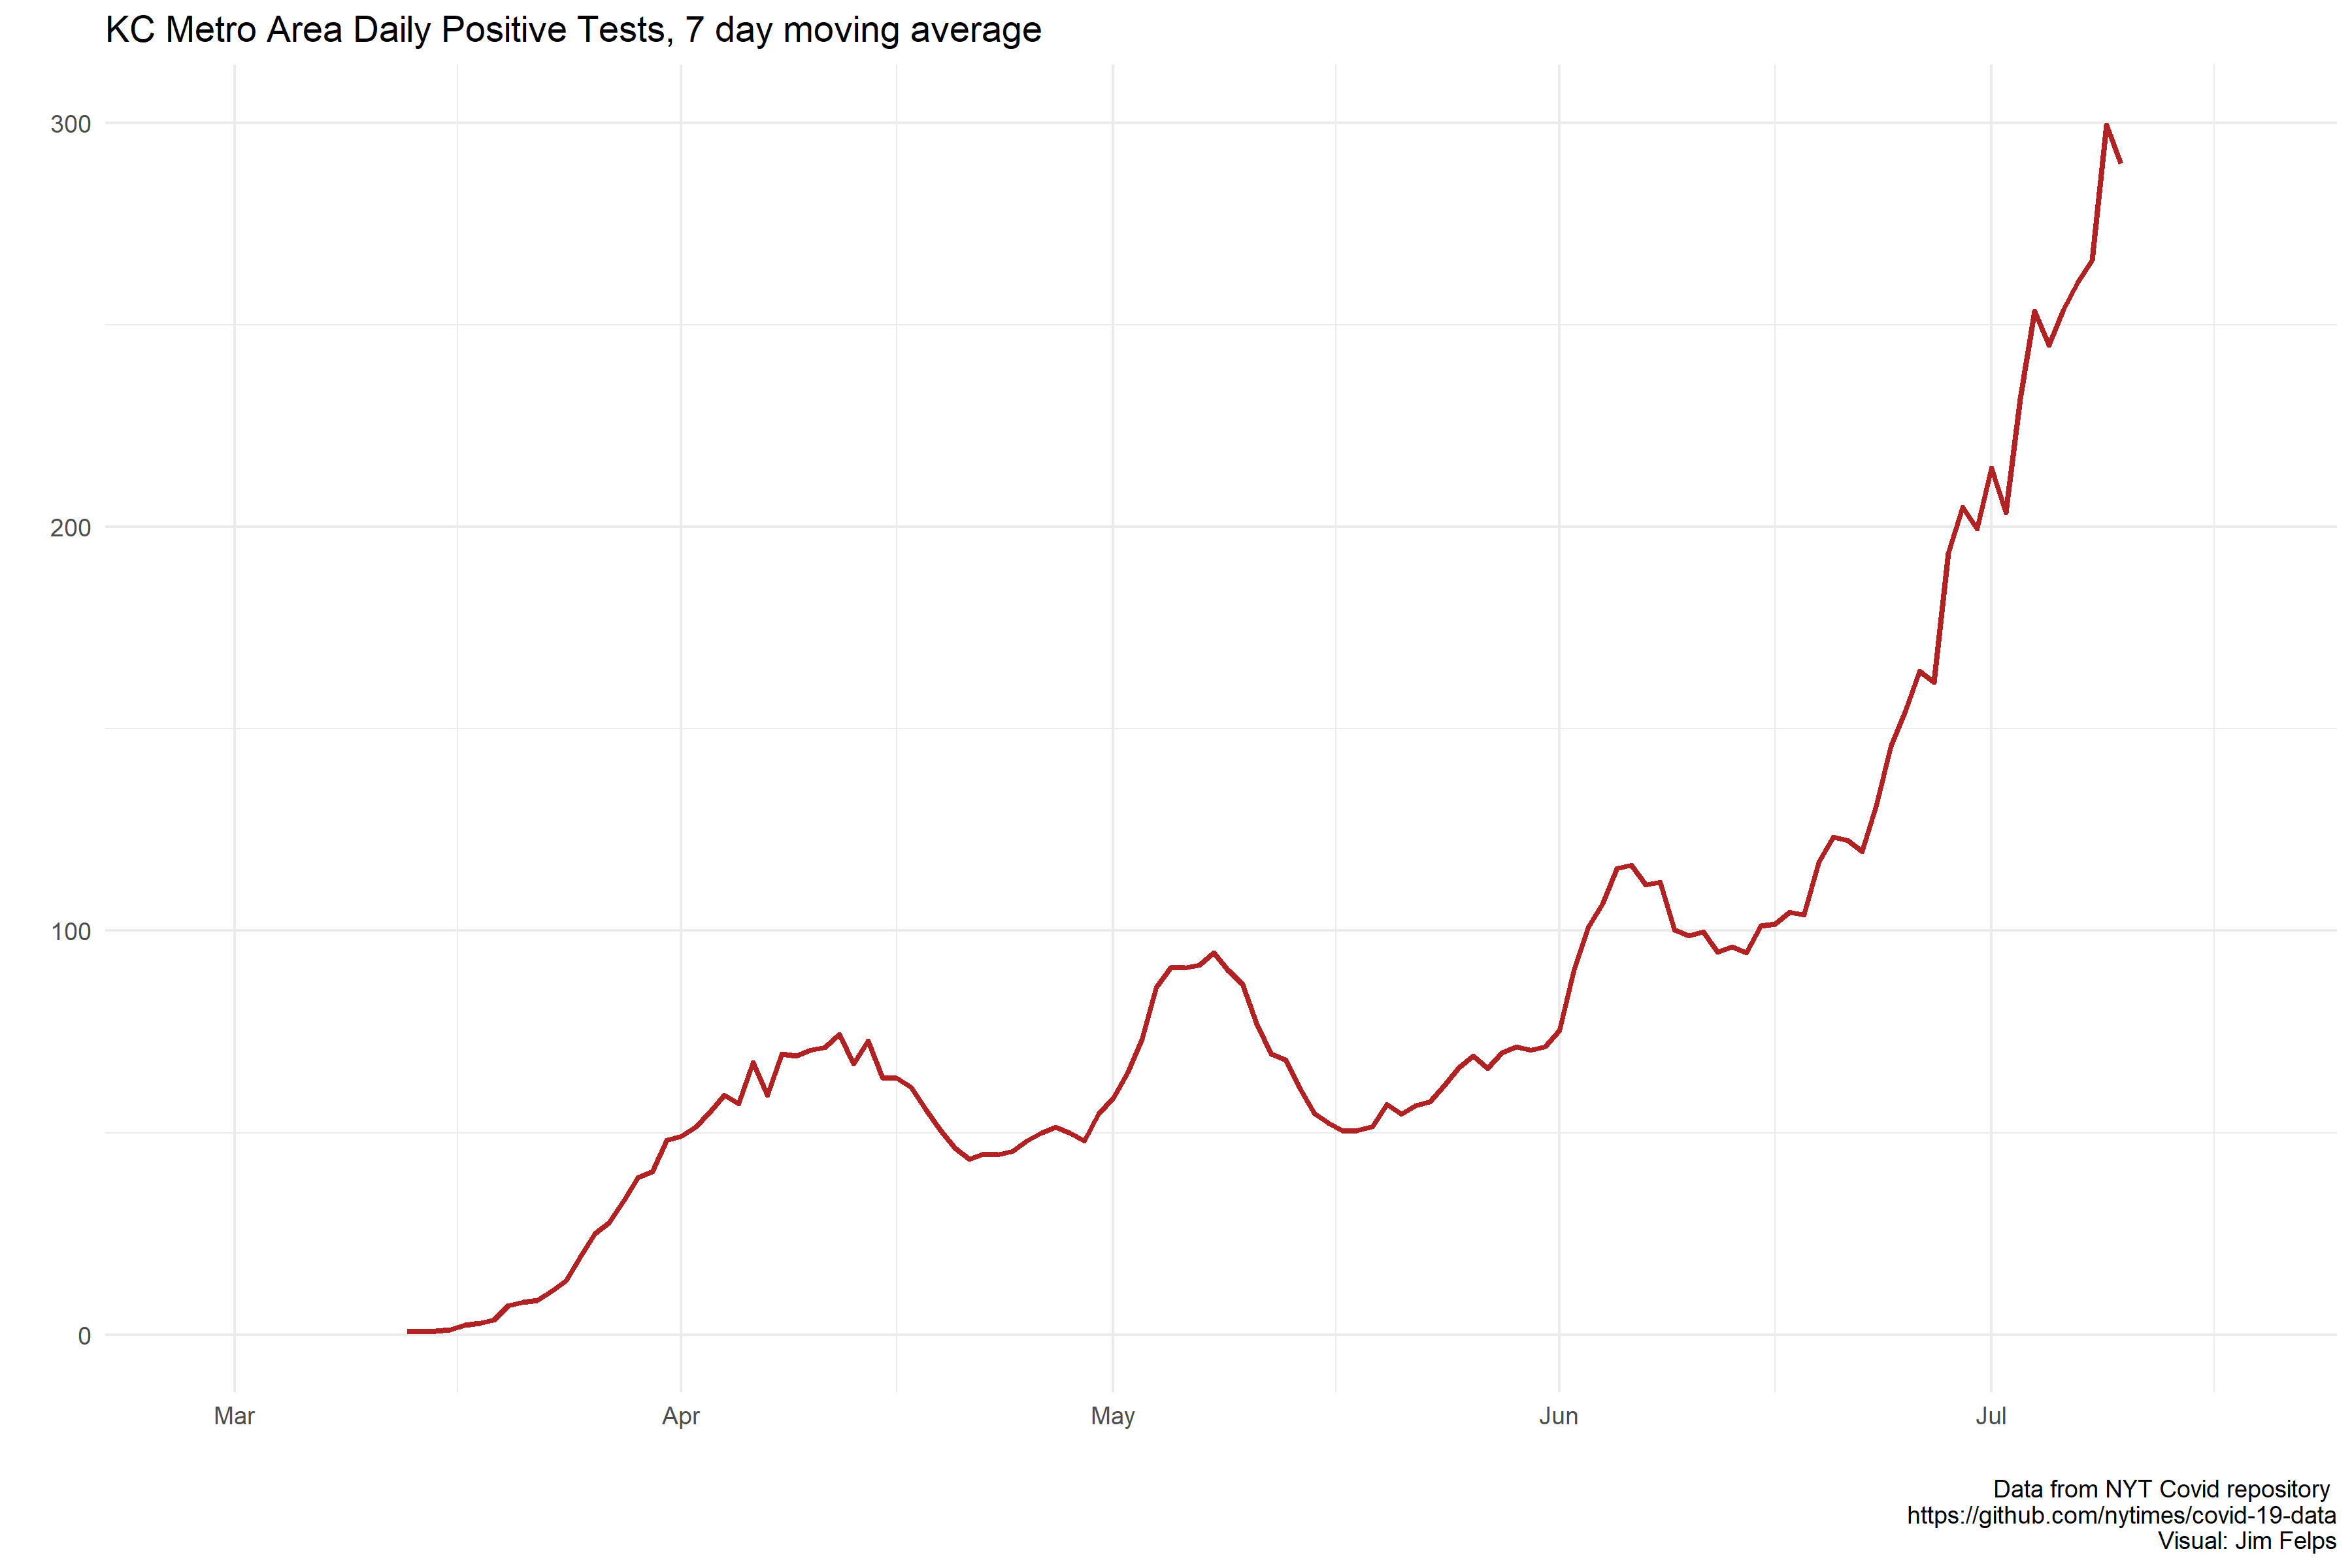 KC Metro Area Daily Positive Tests, 7 day moving average
300
200
100
0
Mar Apr May Jun Jul
Data from NYT Covid repository
https://github.com/nytimes/covid-19-data
Visual: Jim Felps